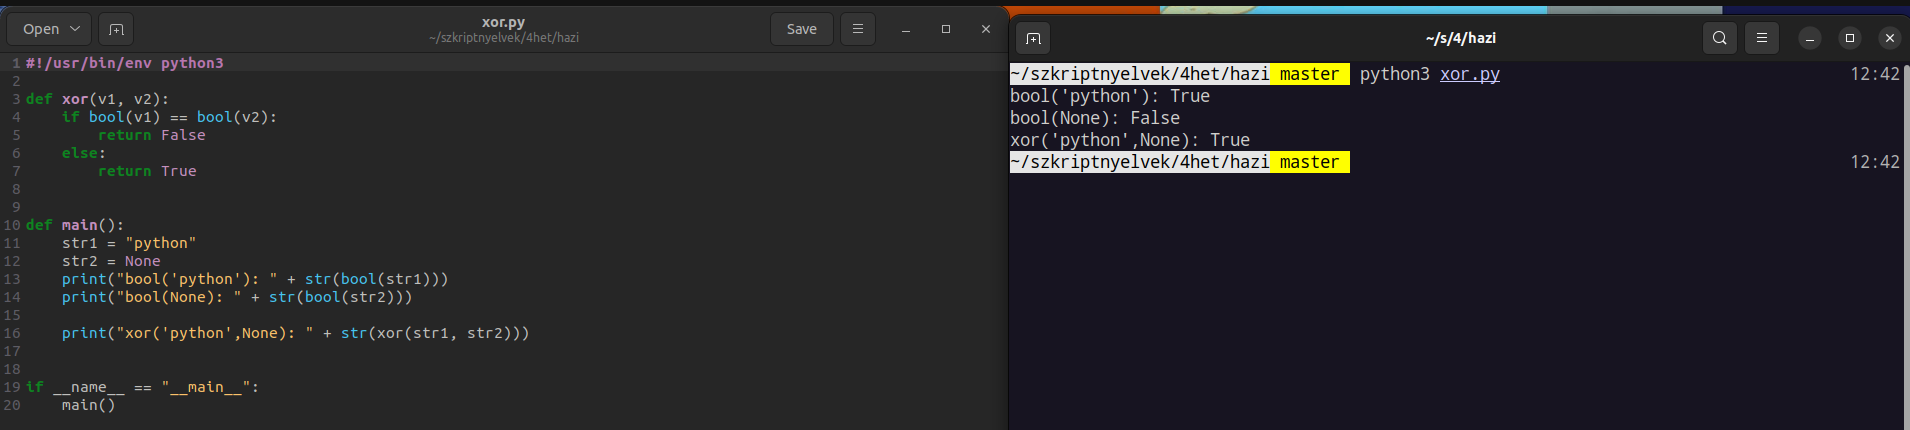 Open
xor.py
~/szkriptnyelvek/4het/hazi
Save
1 #!/usr/bin/env python3
2
3 def xor(v1, v2):
4     if bool(v1) == bool(v2):
5         return False
6     else:
7         return True
8
9
10 def main():
11     str1 = "python"
12     str2 = None
13     print("bool('python'): " + str(bool(str1)))
14     print("bool(None): " + str(bool(str2)))
15
16     print("xor('python',None): " + str(xor(str1, str2)))
17
18
19 if __name__ == "__main__":
20     main()
~/s/4/hazi
~/szkriptnyelvek/4het/hazi master python3 xor.py 12:42
bool('python'): True
bool(None): False
xor('python',None): True
~/szkriptnyelvek/4het/hazi master 12:42